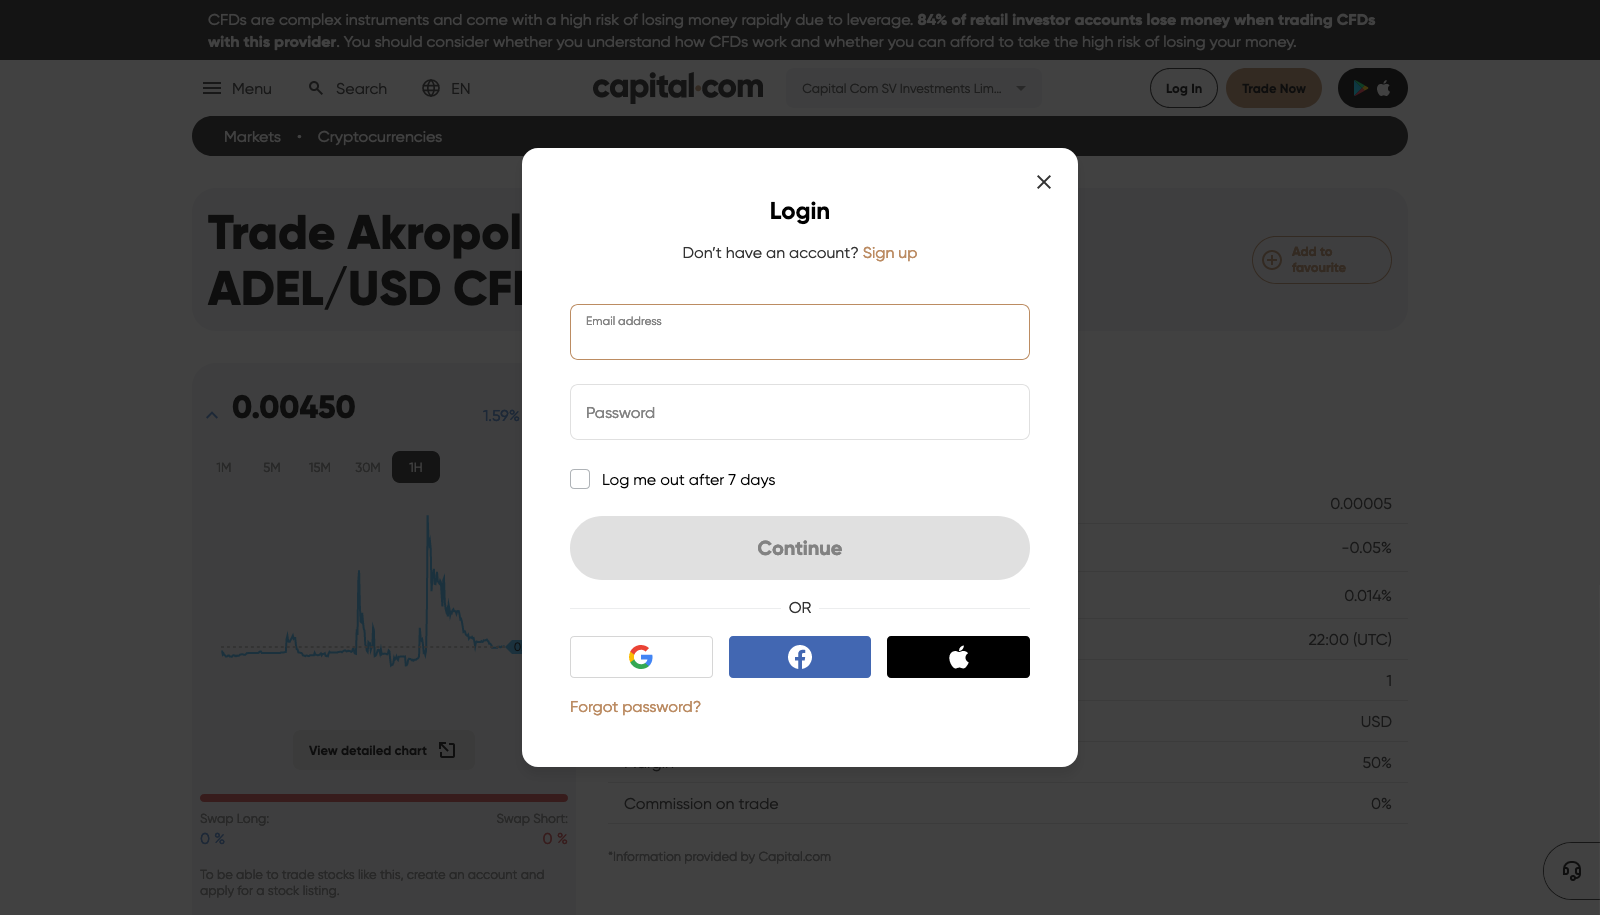 CFDs are complex instruments and come with a high risk of losing money rapidly due to leverage. 84% of retail investor accounts lose money when trading CFDs
with this provider. You should consider whether you understand how CFDs work and whether you can afford to take the high risk of losing your money.
Menu Search EN capital.com Capital Com SV Investments Lim... Log In Trade Now
Markets • Cryptocurrencies
Login
Don't have an account? Sign up
Trade Akropol
ADEL/USD CF
Add to
favourite
Email address
Password
0.00450 1.59%
1M 5M 15M 30M 1H
Log me out after 7 days
Continue
OR
Forgot password?
View detailed chart
Swap Long: Swap Short:
0 % 0 %
To be able to trade stocks like this, create an account and
apply for a stock listing.
0.00005
-0.05%
0.014%
22:00 (UTC)
1
USD
50%
Commission on trade 0%
*Information provided by Capital.com